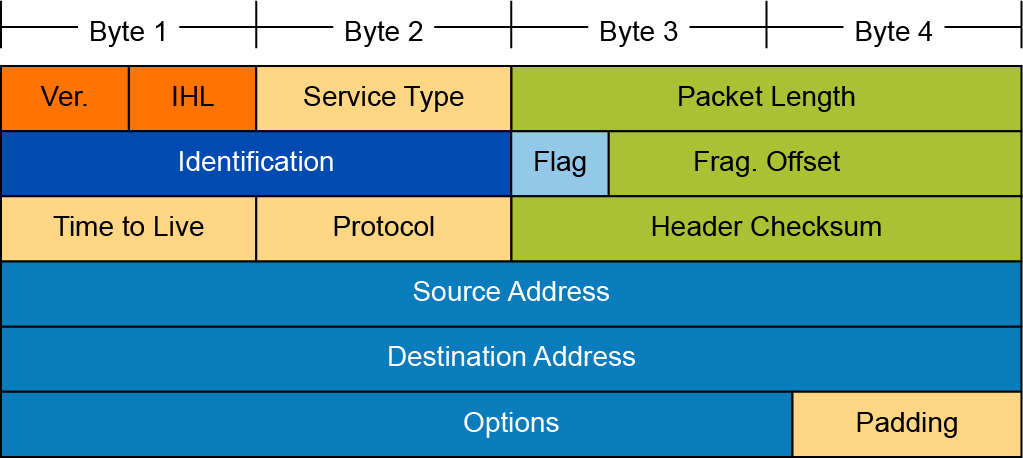 Byte 1 Byte 2 Byte 3 Byte 4
Ver. IHL Service Type Packet Length
Identification Flag Frag. Offset
Time to Live Protocol Header Checksum
Source Address
Destination Address
Options Padding